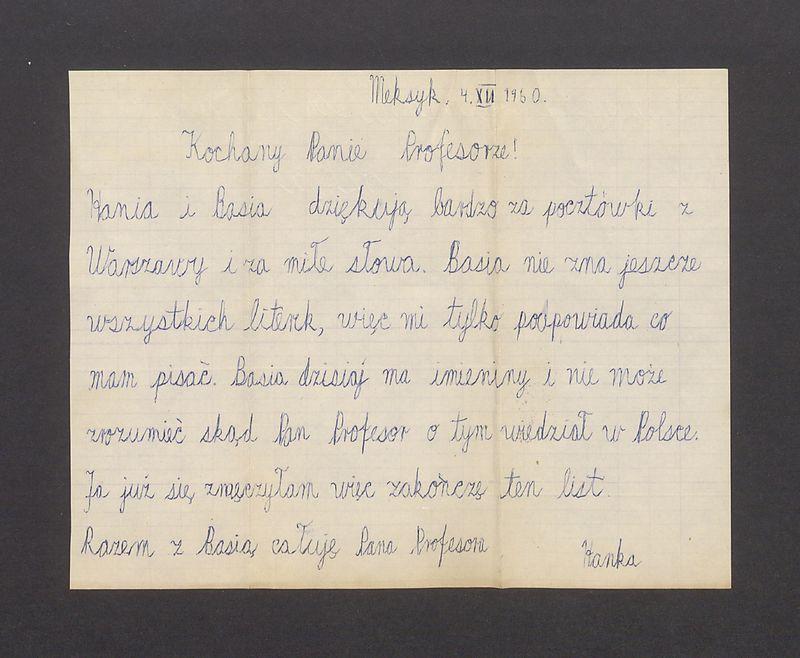 Meksyk, 4.XII 1960.
Kochany Panie Profesorze!
Hania i Basia dziękują bardzo za pocztówki z
Warszawy i za miłe słowa. Basia nie zna jeszcze
wszystkich literek, więc mi tylko podpowiada co
mam pisać. Basia dzisiaj ma imieniny i nie może
zrozumieć skąd Pan Profesor o tym wiedział w Polsce.
Ja już się zmęczyłam więc zakończę ten list.
Razem z Basią całuję Pana Profesora
Hanka